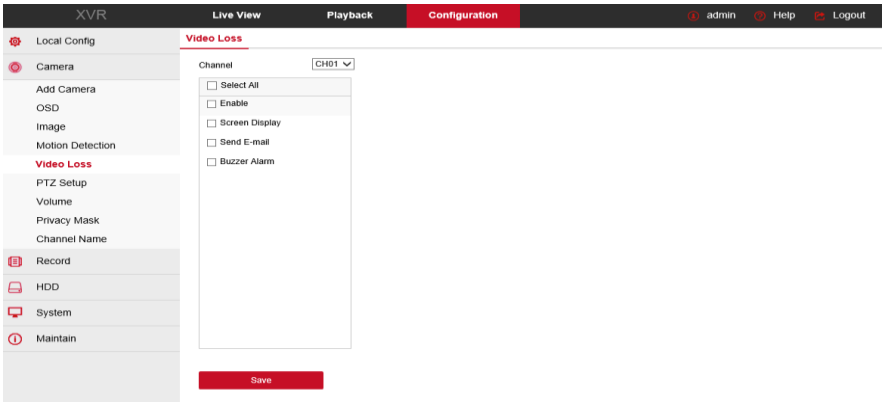 XVR Live View Playback Configuration admin Help Logout
Local Config
Camera
Add Camera
OSD
Image
Motion Detection
Video Loss
PTZ Setup
Volume
Privacy Mask
Channel Name
Record
HDD
System
Maintain
Video Loss
Channel CH01
Select All
Enable
Screen Display
Send E-mail
Buzzer Alarm
Save